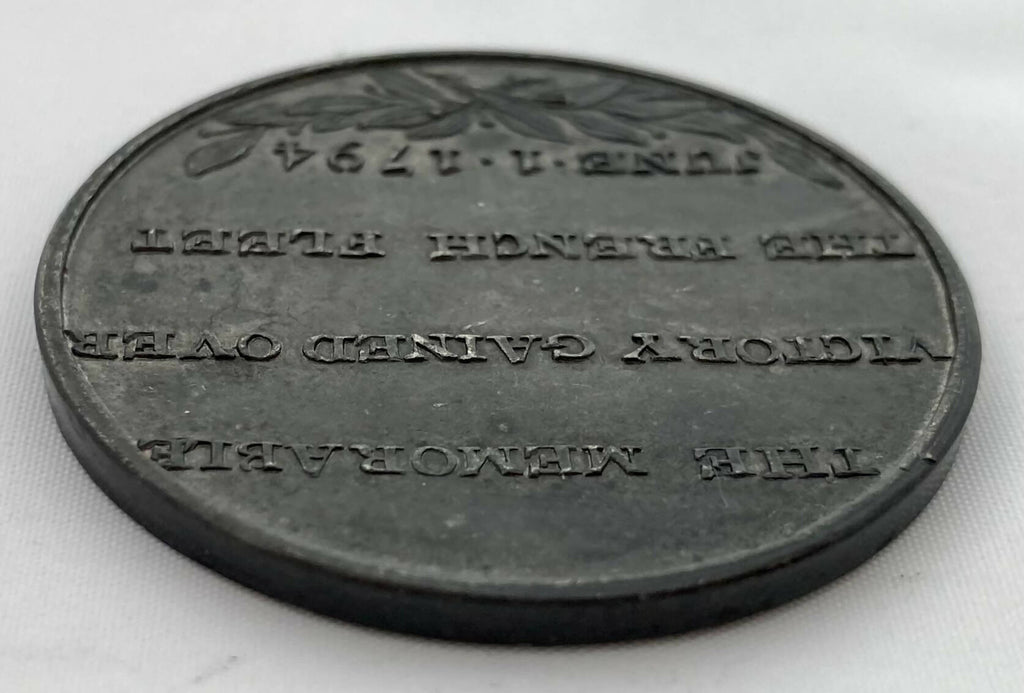 THE MEMORABLE
VICTORY GAINED OVER
THE FRENCH FLEET
JUNE·1·1794